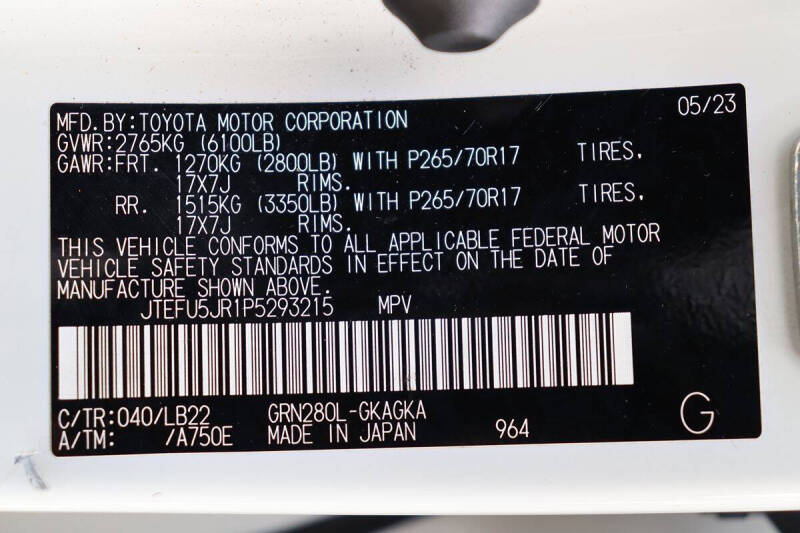 MFD.BY:TOYOTA MOTOR CORPORATION 05/23
GVWR:2765KG (6100LB)
GAWR:FRT. 1270KG (2800LB) WITH P265/70R17 TIRES,
17X7J RIMS.
RR. 1515KG (3350LB) WITH P265/70R17 TIRES,
17X7J RIMS.
THIS VEHICLE CONFORMS TO ALL APPLICABLE FEDERAL MOTOR
VEHICLE SAFETY STANDARDS IN EFFECT ON THE DATE OF
MANUFACTURE SHOWN ABOVE.
JTEFU5JR1P5293215 MPV
C/TR:040/LB22 GRN280L-GKAGKA
A/TM: /A750E MADE IN JAPAN 964 G